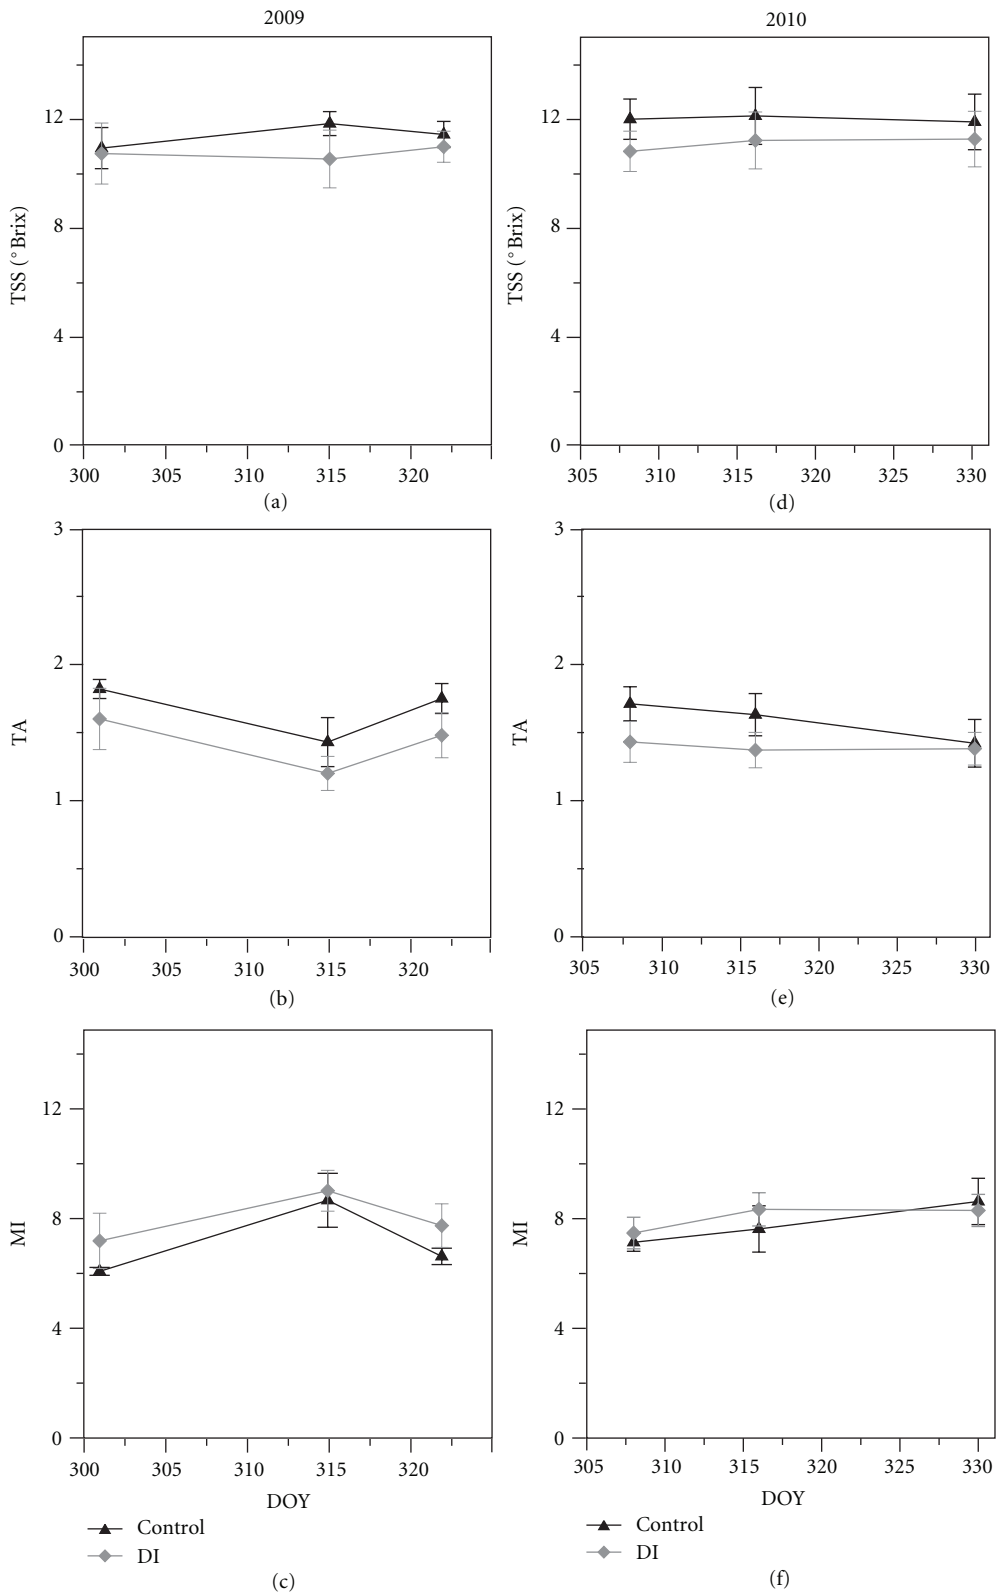 2009
2010
12
8
4
0
TSS (°Brix)
300 305 310 315 320
(a)
12
8
4
0
TSS (°Brix)
305 310 315 320 325 330
(d)
3
2
1
0
TA
300 305 310 315 320
(b)
3
2
1
0
TA
305 310 315 320 325 330
(e)
12
8
4
0
MI
300 305 310 315 320
DOY
Control
DI
(c)
12
8
4
0
MI
305 310 315 320 325 330
DOY
Control
DI
(f)